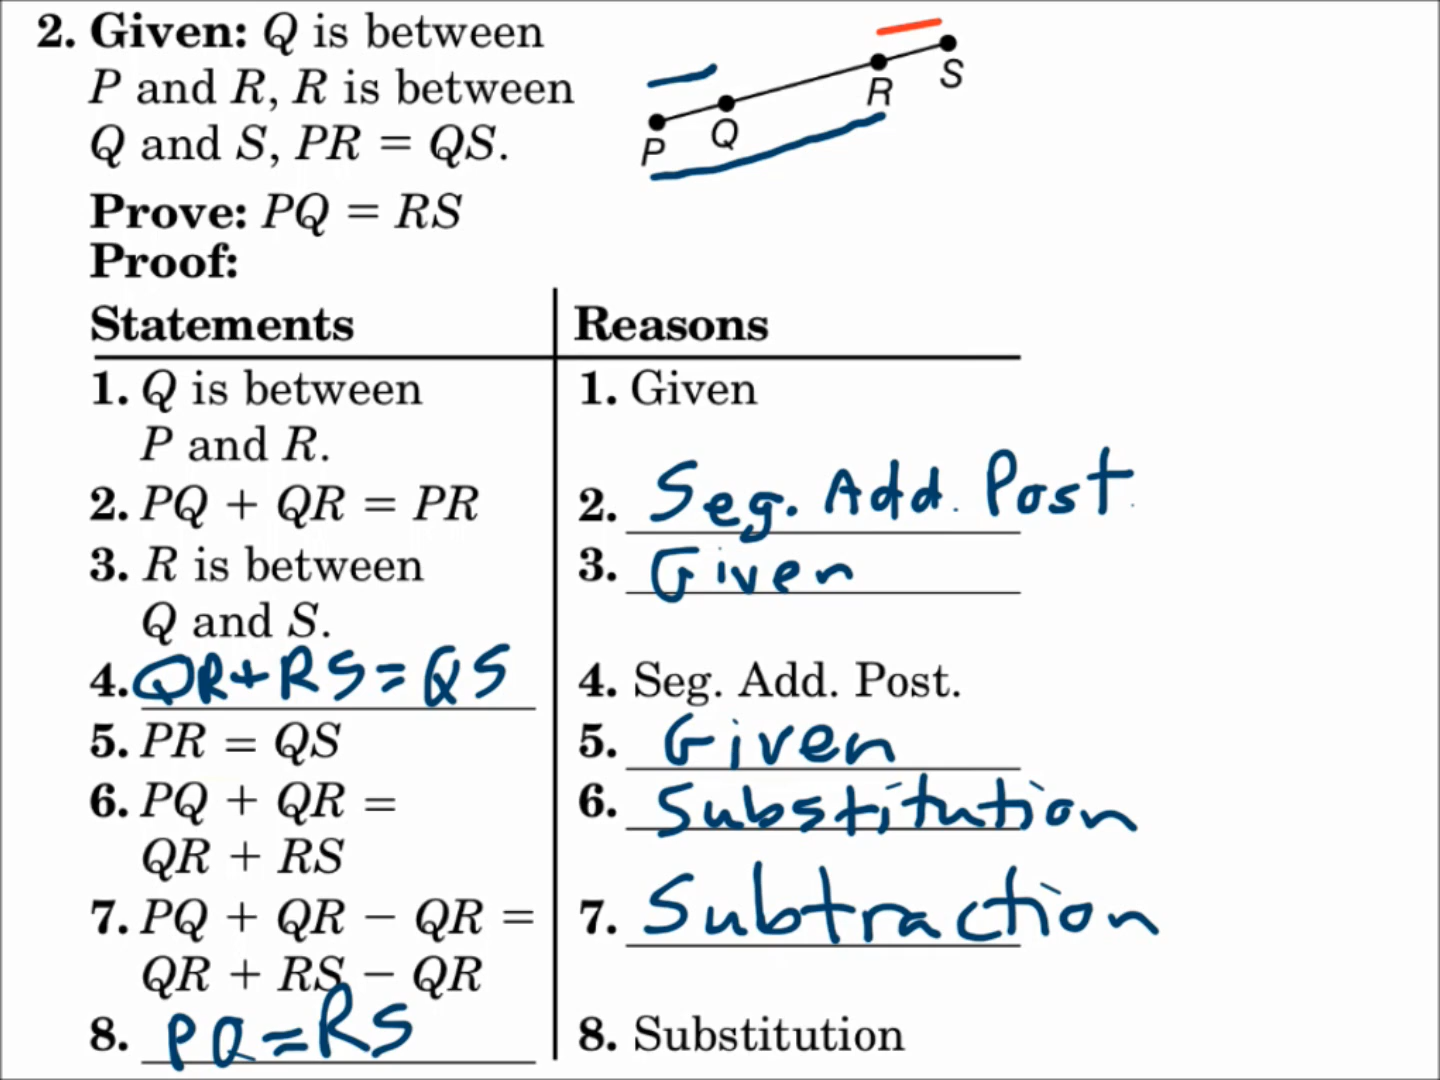 2. Given: Q is between
P and R, R is between
Q and S, PR = QS.
Prove: PQ = RS
P
Q
R
S
Proof:
Statements
Reasons
1. Q is between
P and R.
1. Given
2. PQ + QR = PR
2. Seg. Add. Post.
3. R is between
Q and S.
3. Given
4. QR+RS=QS
4. Seg. Add. Post.
5. PR = QS
5. Given
6. PQ + QR =
QR + RS
6. Substitution
7. PQ + QR − QR =
QR + RS − QR
7. Subtraction
8. PQ=RS
8. Substitution